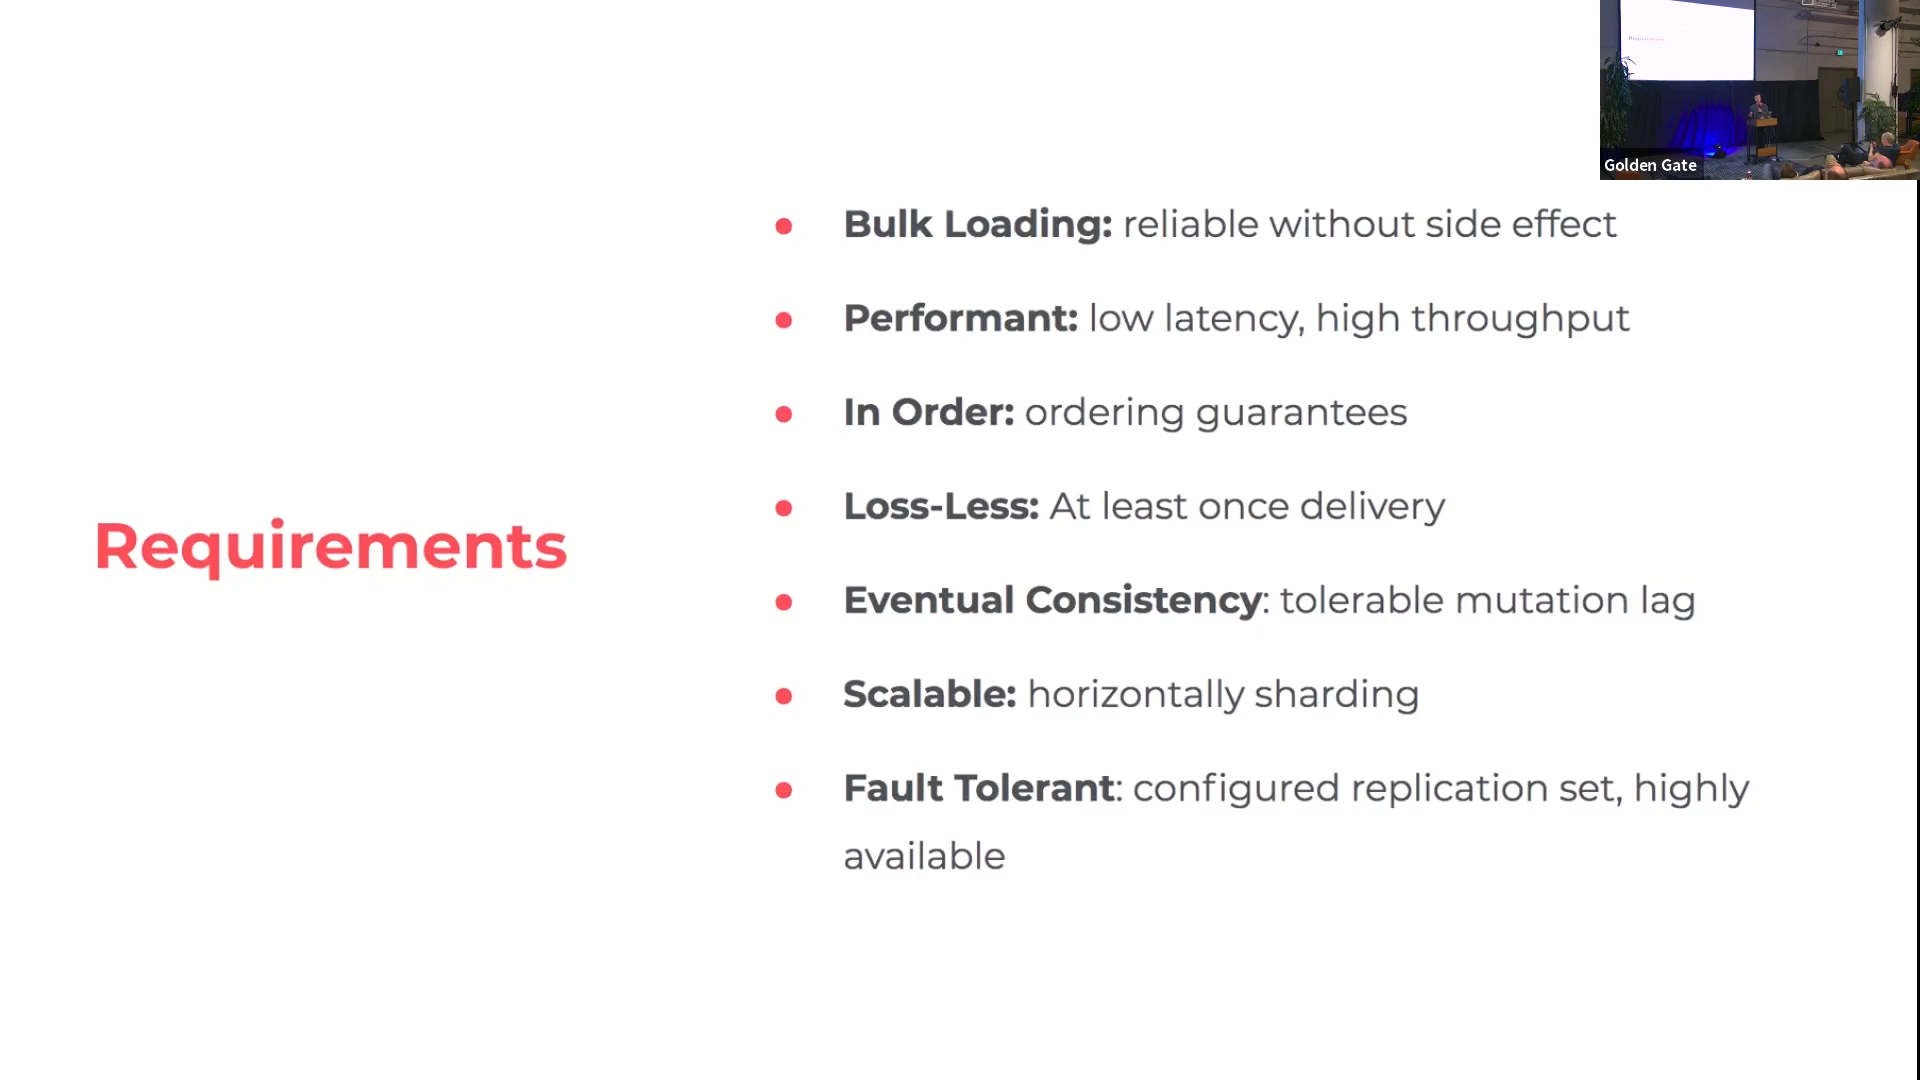 Golden Gate
Requirements
Bulk Loading: reliable without side effect
Performant: low latency, high throughput
In Order: ordering guarantees
Loss-Less: At least once delivery
Eventual Consistency: tolerable mutation lag
Scalable: horizontally sharding
Fault Tolerant: configured replication set, highly
available